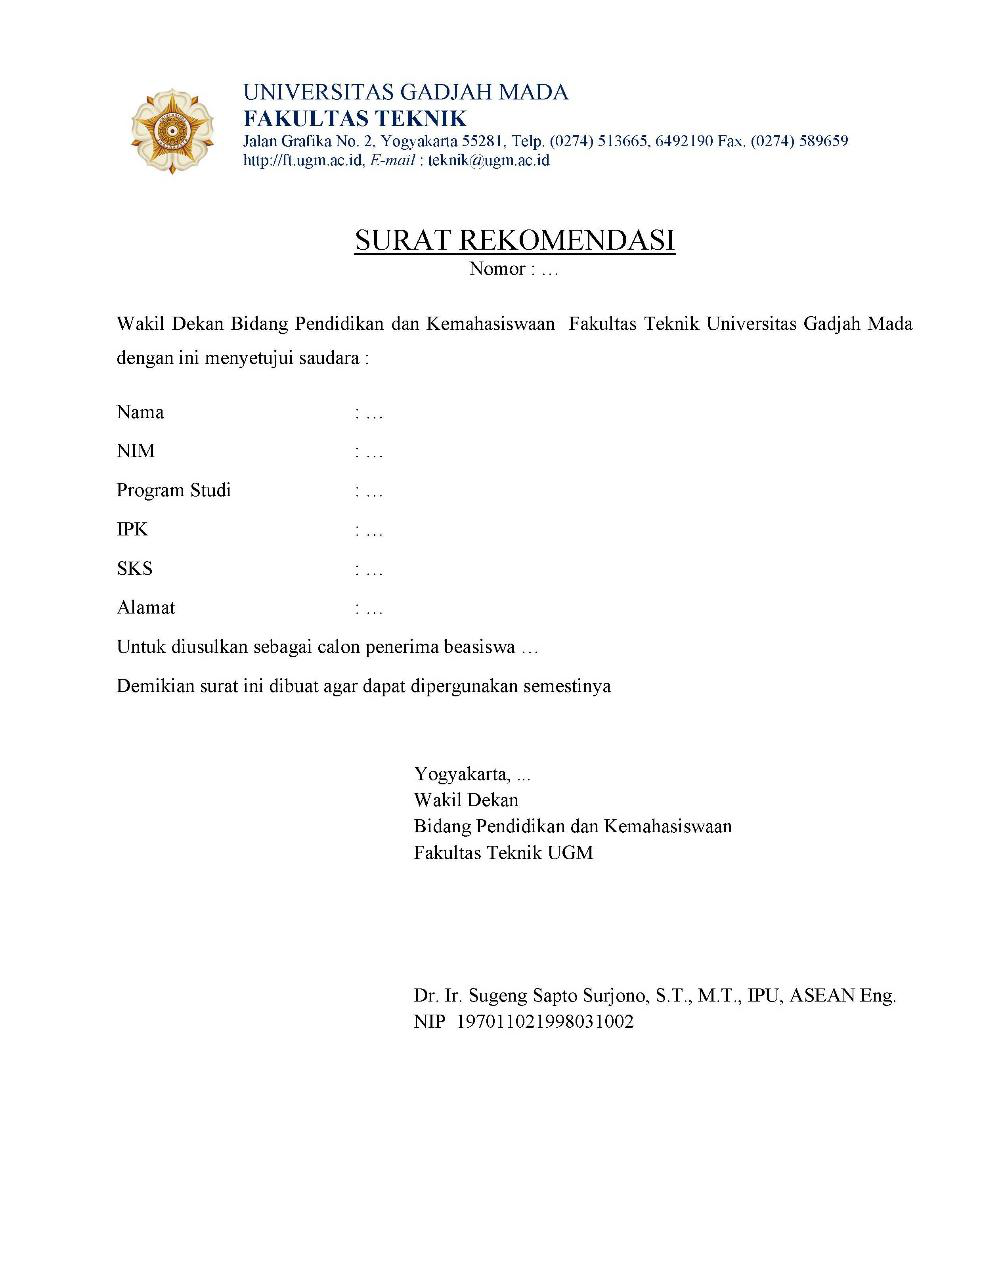 UNIVERSITAS GADJAH MADA
FAKULTAS TEKNIK
Jalan Grafika No. 2, Yogyakarta 55281, Telp. (0274) 513665, 6492190 Fax. (0274) 589659
http://ft.ugm.ac.id, E-mail : teknik@ugm.ac.id
SURAT REKOMENDASI
Nomor : …
Wakil Dekan Bidang Pendidikan dan Kemahasiswaan Fakultas Teknik Universitas Gadjah Mada
dengan ini menyetujui saudara :
Nama : …
NIM : …
Program Studi : …
IPK : …
SKS : …
Alamat : …
Untuk diusulkan sebagai calon penerima beasiswa …
Demikian surat ini dibuat agar dapat dipergunakan semestinya
Yogyakarta, ...
Wakil Dekan
Bidang Pendidikan dan Kemahasiswaan
Fakultas Teknik UGM
Dr. Ir. Sugeng Sapto Surjono, S.T., M.T., IPU, ASEAN Eng.
NIP 197011021998031002